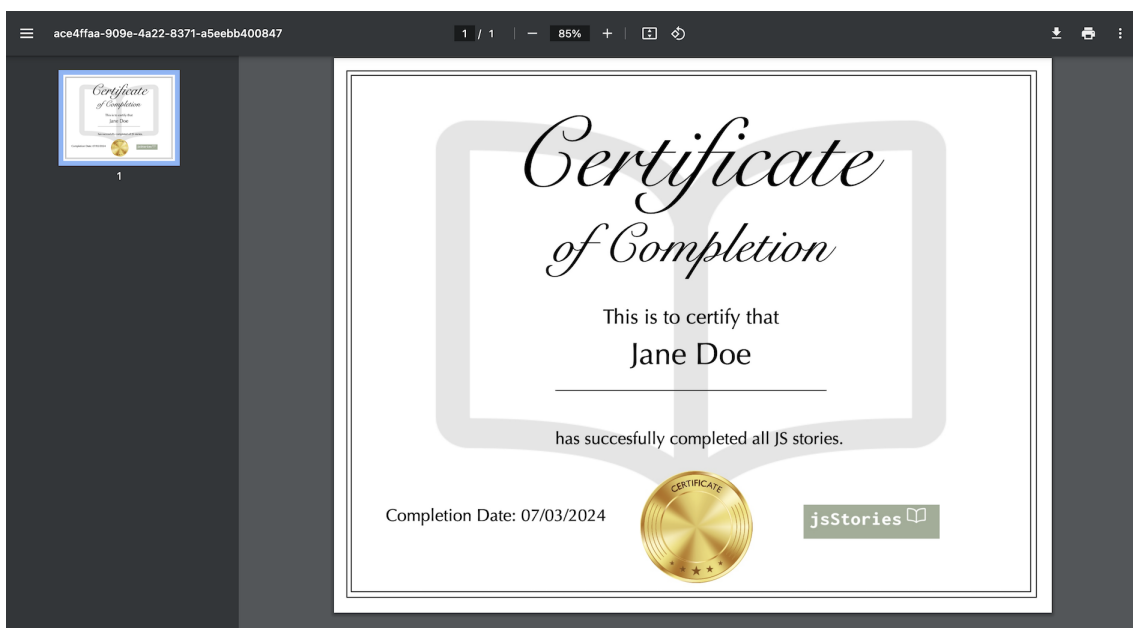 ace4ffaa-909e-4a22-8371-a5eebb400847
1 / 1
85%
1
Certificate
of Completion
This is to certify that
Jane Doe
has succesfully completed all JS stories.
CERTIFICATE
Completion Date: 07/03/2024
jsStories